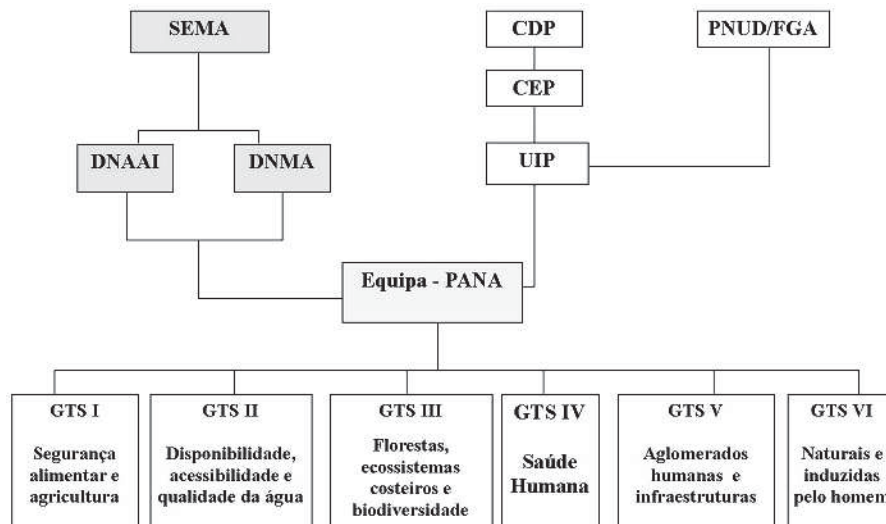 SEMA
CDP
PNUD/FGA
CEP
DNAAI
DNMA
UIP
Equipa - PANA
GTS I
Segurança
alimentar e
agricultura
GTS II
Disponibilidade,
acessibilidade e
qualidade da água
GTS III
Florestas,
ecossistemas
costeiros e
biodiversidade
GTS IV
Saúde
Humana
GTS V
Aglomerados
humanas e
infraestruturas
GTS VI
Naturais e
induzidas
pelo homem